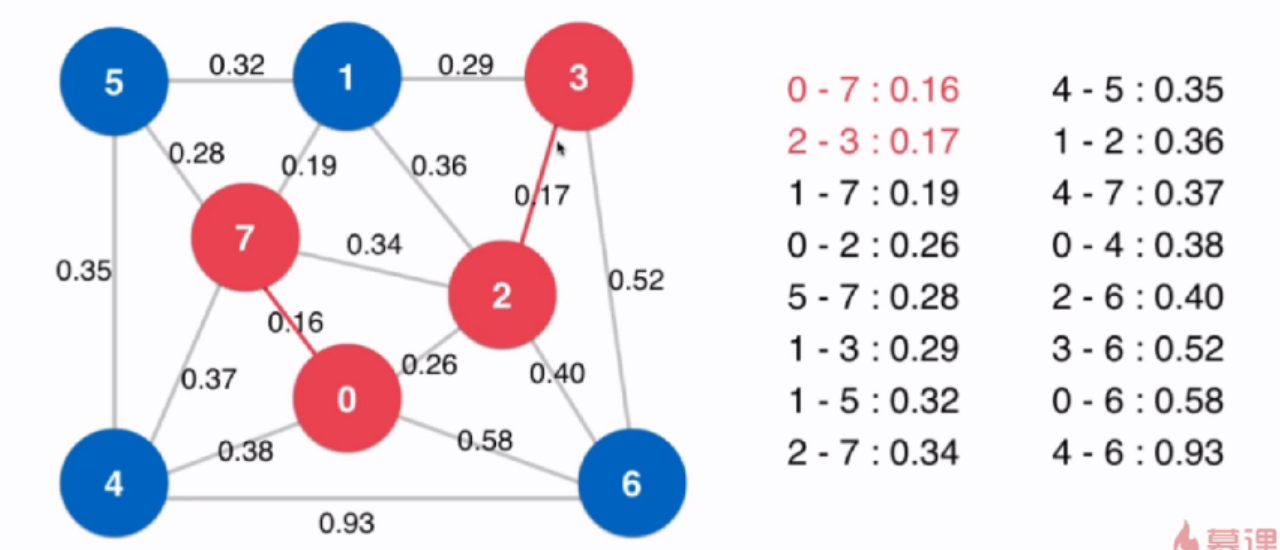 5
0.32
1
0.29
3
0.28
0.19
0.36
0.17
7
0.34
2
0.35
0.52
0.16
0.26
0.37
0
0.40
0.38
0.58
4
6
0.93
0 - 7 : 0.16
2 - 3 : 0.17
1 - 7 : 0.19
0 - 2 : 0.26
5 - 7 : 0.28
1 - 3 : 0.29
1 - 5 : 0.32
2 - 7 : 0.34
4 - 5 : 0.35
1 - 2 : 0.36
4 - 7 : 0.37
0 - 4 : 0.38
2 - 6 : 0.40
3 - 6 : 0.52
0 - 6 : 0.58
4 - 6 : 0.93
慕课